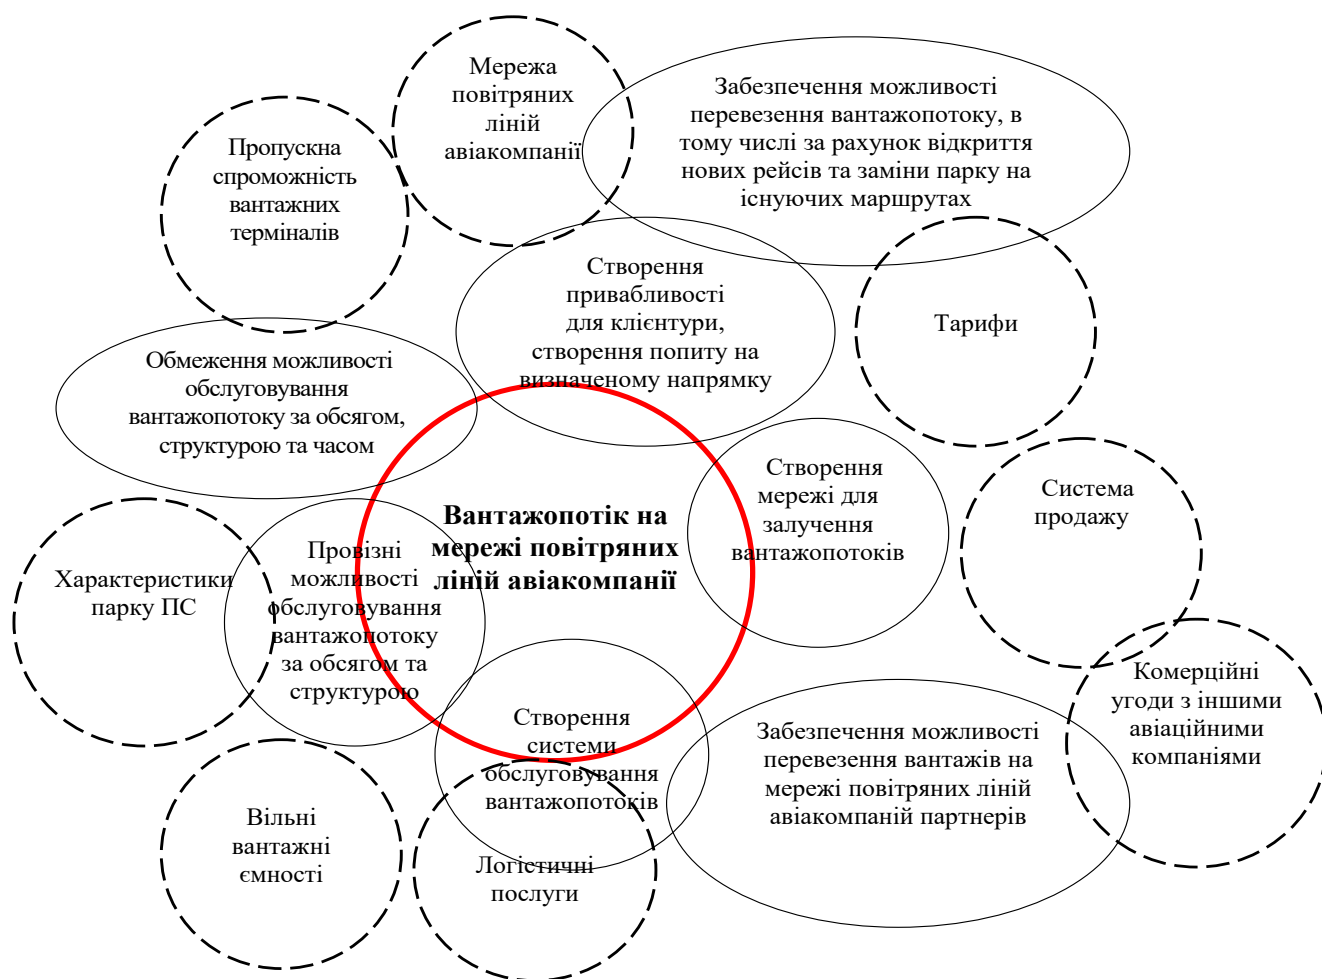 Мережа
повітряних
ліній
авіакомпанії
Забезпечення можливості
перевезення вантажопотоку, в
тому числі за рахунок відкриття
нових рейсів та заміни парку на
існуючих маршрутах
Пропускна
спроможність
вантажних
терміналів
Створення
привабливості
для клієнтури,
створення попиту на
визначеному напрямку
Тарифи
Обмеження можливості
обслуговування
вантажопотоку за обсягом,
структурою та часом
Створення
мережі для
залучення
вантажопотоків
Система
продажу
Вантажопотік на
мережі повітряних
ліній авіакомпанії
Провізні
можливості
обслуговування
вантажопотоку
за обсягом та
структурою
Характеристики
парку ПС
Комерційні
угоди з іншими
авіаційними
компаніями
Створення
системи
обслуговування
вантажопотоків
Забезпечення можливості
перевезення вантажів на
мережі повітряних ліній
авіакомпаній партнерів
Вільні
вантажні
ємності
Логістичні
послуги